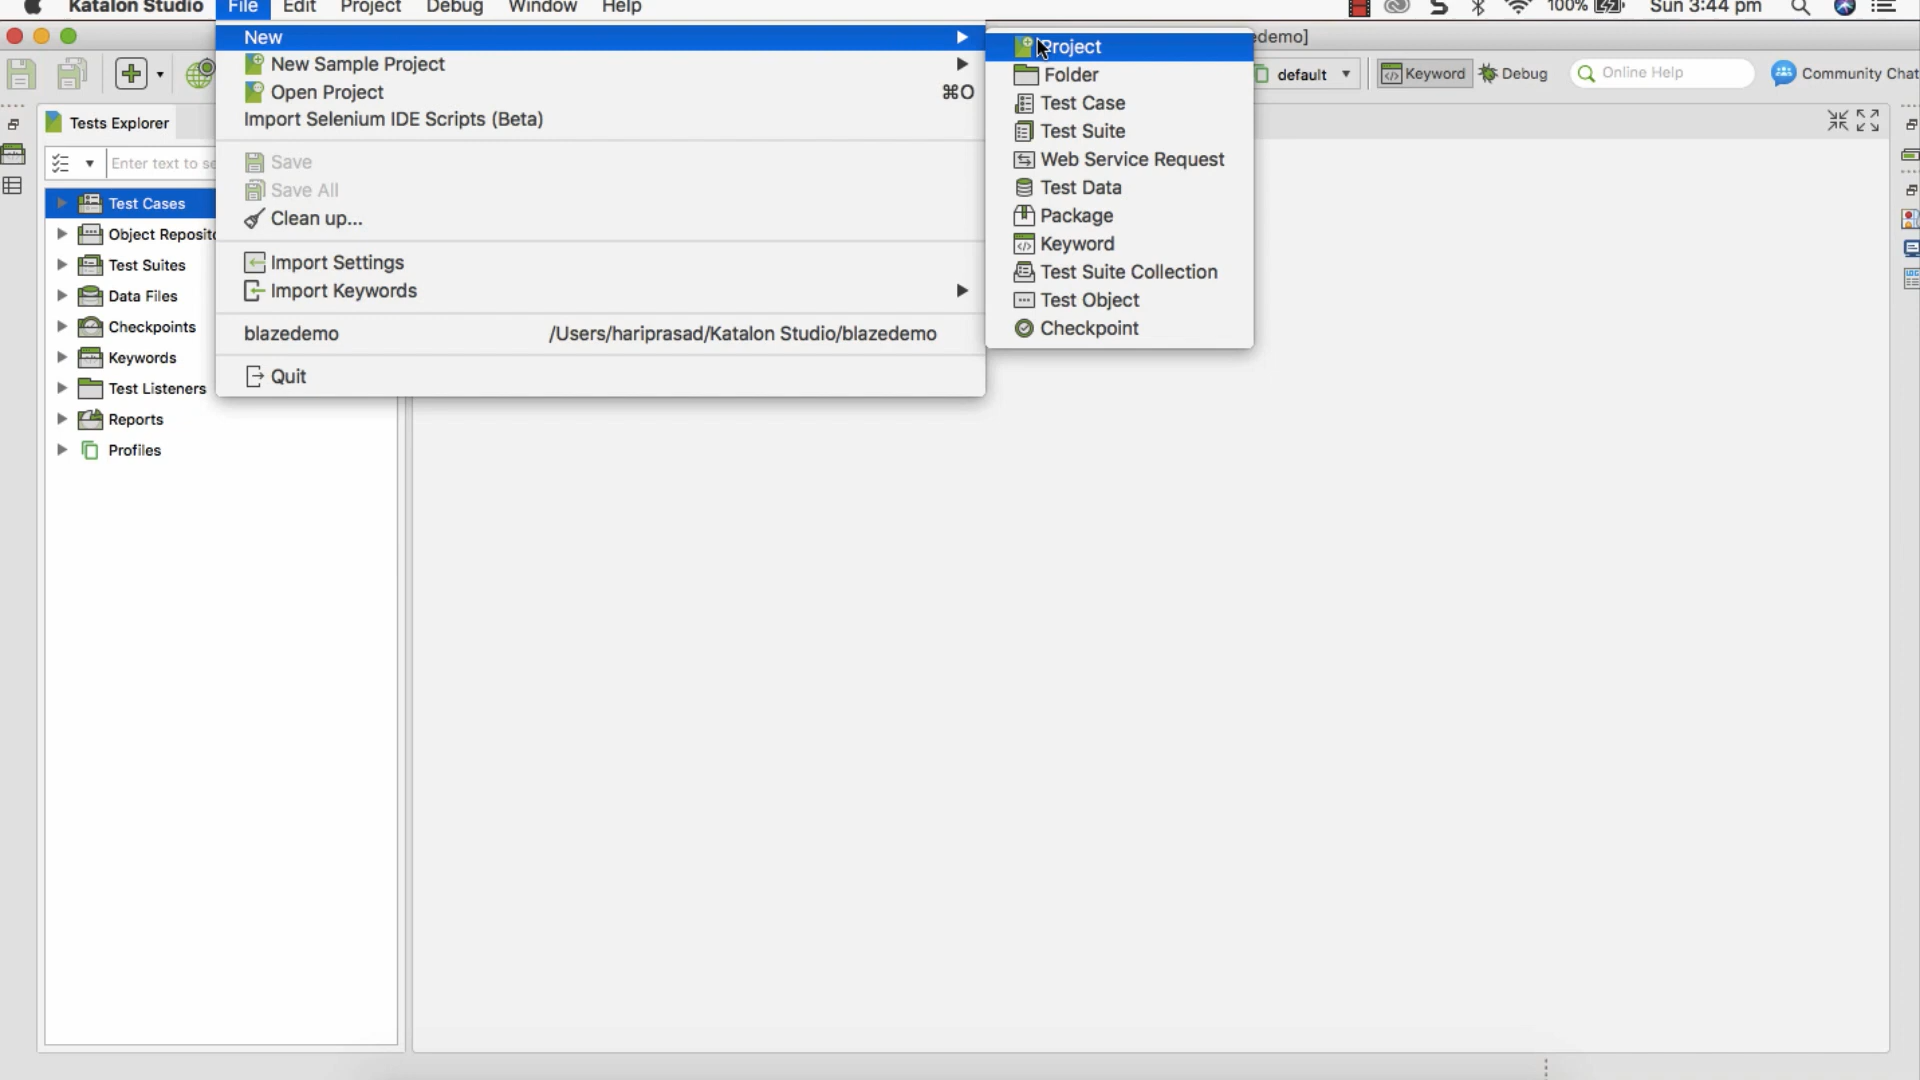 Katalon Studio File Edit Project Debug Window Help 100% Sun 3:44 pm
edemo]
New
New Sample Project
Open Project ⌘O
Import Selenium IDE Scripts (Beta)
Save
Save All
Clean up...
Import Settings
Import Keywords
blazedemo /Users/hariprasad/Katalon Studio/blazedemo
Quit
Project
Folder
Test Case
Test Suite
Web Service Request
Test Data
Package
Keyword
Test Suite Collection
Test Object
Checkpoint
default Keyword Debug Online Help Community Chat
Tests Explorer
Enter text to se
Test Cases
Object Reposito
Test Suites
Data Files
Checkpoints
Keywords
Test Listeners
Reports
Profiles